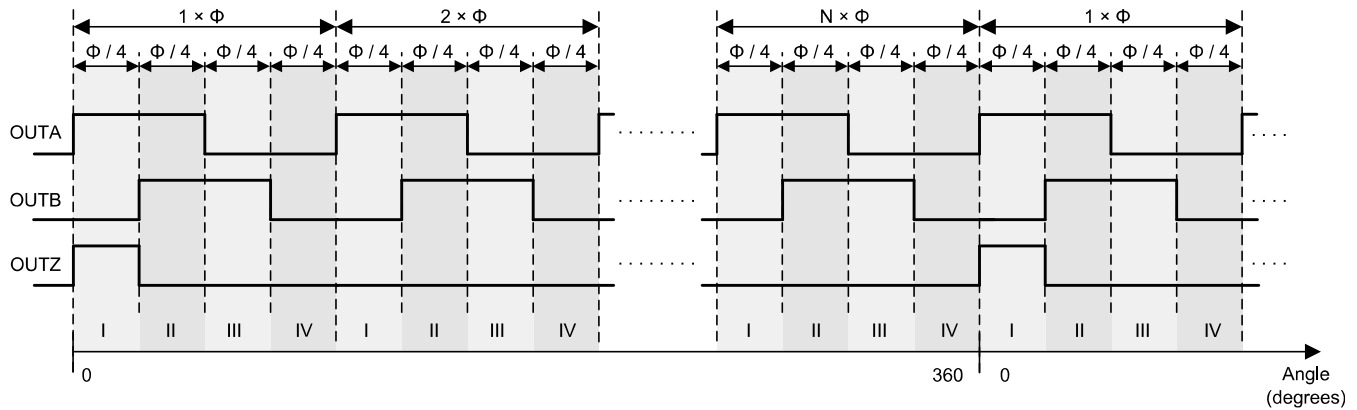 1 × Φ 2 × Φ N × Φ 1 × Φ
Φ / 4 Φ / 4 Φ / 4 Φ / 4 Φ / 4 Φ / 4 Φ / 4 Φ / 4 Φ / 4 Φ / 4 Φ / 4 Φ / 4 Φ / 4 Φ / 4 Φ / 4 Φ / 4
OUTA
OUTB
OUTZ
I II III IV I II III IV I II III IV I II III IV
0 360 0 Angle
(degrees)